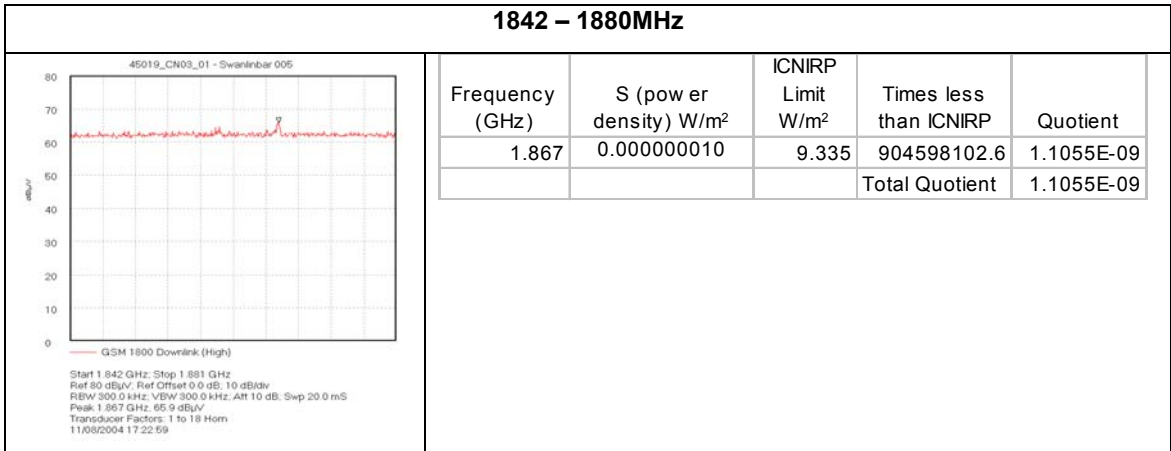 1842 – 1880MHz
45019_CN03_01 - Swanlinbar 005
80
70
60
50
40
30
20
10
0
dBµV
GSM 1800 Downlink (High)
Start 1.842 GHz; Stop 1.881 GHz
Ref 80 dBµV; Ref Offset 0.0 dB; 10 dB/div
RBW 300.0 kHz; VBW 300.0 kHz; Att 10 dB; Swp 20.0 mS
Peak 1.867 GHz, 65.9 dBµV
Transducer Factors: 1 to 18 Horn
11/08/2004 17:22:59
Frequency (GHz) S (pow er density) W/m² ICNIRP Limit W/m² Times less than ICNIRP Quotient
1.867 0.000000010 9.335 904598102.6 1.1055E-09
Total Quotient 1.1055E-09